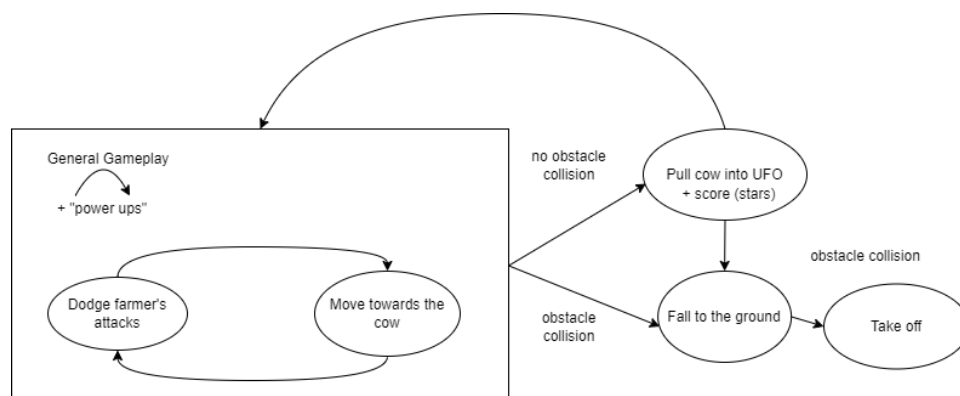 General Gameplay
+ "power ups"
Dodge farmer's
attacks
Move towards the
cow
no obstacle
collision
obstacle
collision
Pull cow into UFO
+ score (stars)
Fall to the ground
obstacle collision
Take off